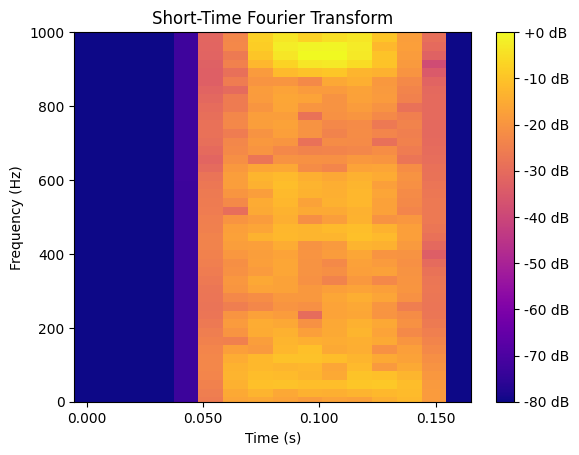 Short-Time Fourier Transform
1000
800
600
400
200
0
Frequency (Hz)
0.000
0.050
0.100
0.150
Time (s)
+0 dB
-10 dB
-20 dB
-30 dB
-40 dB
-50 dB
-60 dB
-70 dB
-80 dB